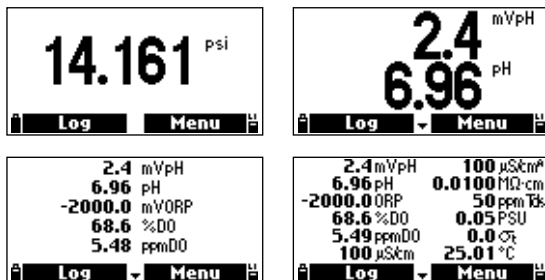 14.161 psi
Log Menu
2.4 mVpH
6.96 pH
Log Menu
2.4 mVpH
6.96 pH
-2000.0 mVORP
68.6 %DO
5.48 ppmDO
Log Menu
2.4 mVpH 100 µS/cmᴬ
6.96 pH 0.0100 MΩ·cm
-2000.0 ORP 50 ppm Tds
68.6 %DO 0.05 PSU
5.49 ppmDO 0.0 σt
100 µS/cm 25.01 °C
Log Menu